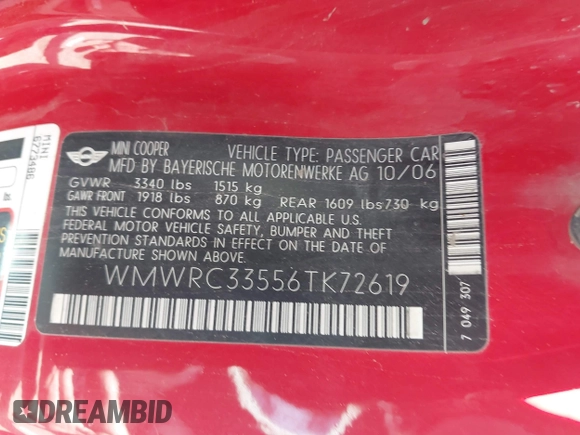 MINI COOPER VEHICLE TYPE: PASSENGER CAR
MFD BY BAYERISCHE MOTORENWERKE AG 10/06
GVWR 3340 lbs 1515 kg
GAWR FRONT 1918 lbs 870 kg REAR 1609 lbs730 kg
THIS VEHICLE CONFORMS TO ALL APPLICABLE U.S.
FEDERAL MOTOR VEHICLE SAFETY, BUMPER AND THEFT
PREVENTION STANDARDS IN EFFECT ON THE DATE OF
MANUFACTURE SHOWN ABOVE.
WMWRC33556TK72619
7 049 307
MINI
6773486
DREAMBID